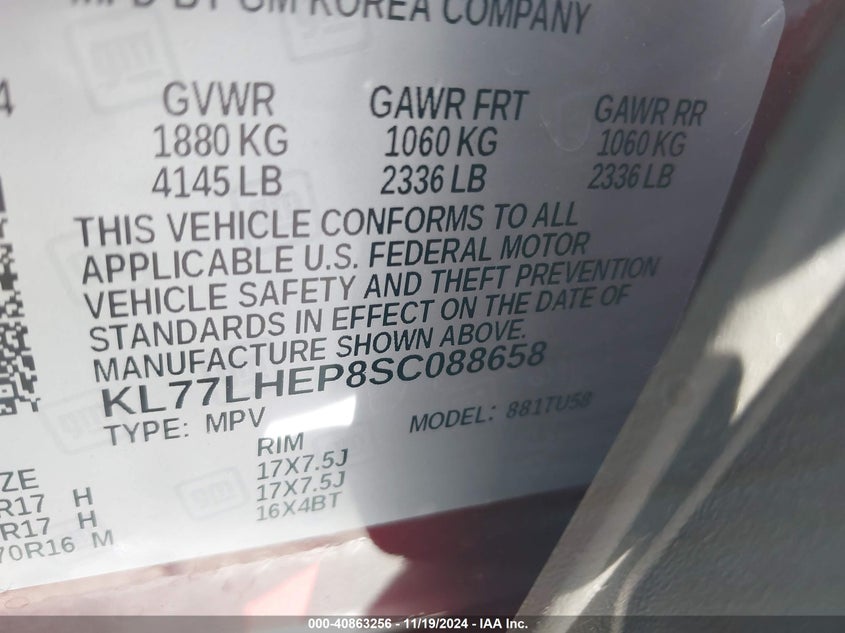 MFD BY GM KOREA COMPANY
4
GVWR GAWR FRT GAWR RR
1880 KG 1060 KG 1060 KG
4145 LB 2336 LB 2336 LB
THIS VEHICLE CONFORMS TO ALL
APPLICABLE U.S. FEDERAL MOTOR
VEHICLE SAFETY AND THEFT PREVENTION
STANDARDS IN EFFECT ON THE DATE OF
MANUFACTURE SHOWN ABOVE.
KL77LHEP8SC088658
TYPE: MPV MODEL: 881TU58
ZE RIM
R17 H 17X7.5J
R17 H 17X7.5J
70R16 M 16X4BT
gm
000-40863256 - 11/19/2024 - IAA Inc.